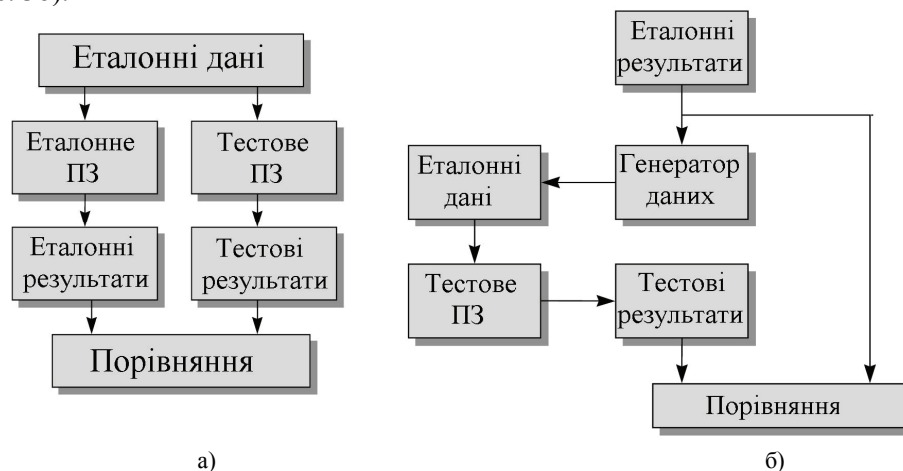 Еталонні дані
Еталонне
ПЗ
Тестове
ПЗ
Еталонні
результати
Тестові
результати
Порівняння
а)
Еталонні
результати
Генератор
даних
Еталонні
дані
Тестове
ПЗ
Тестові
результати
Порівняння
б)